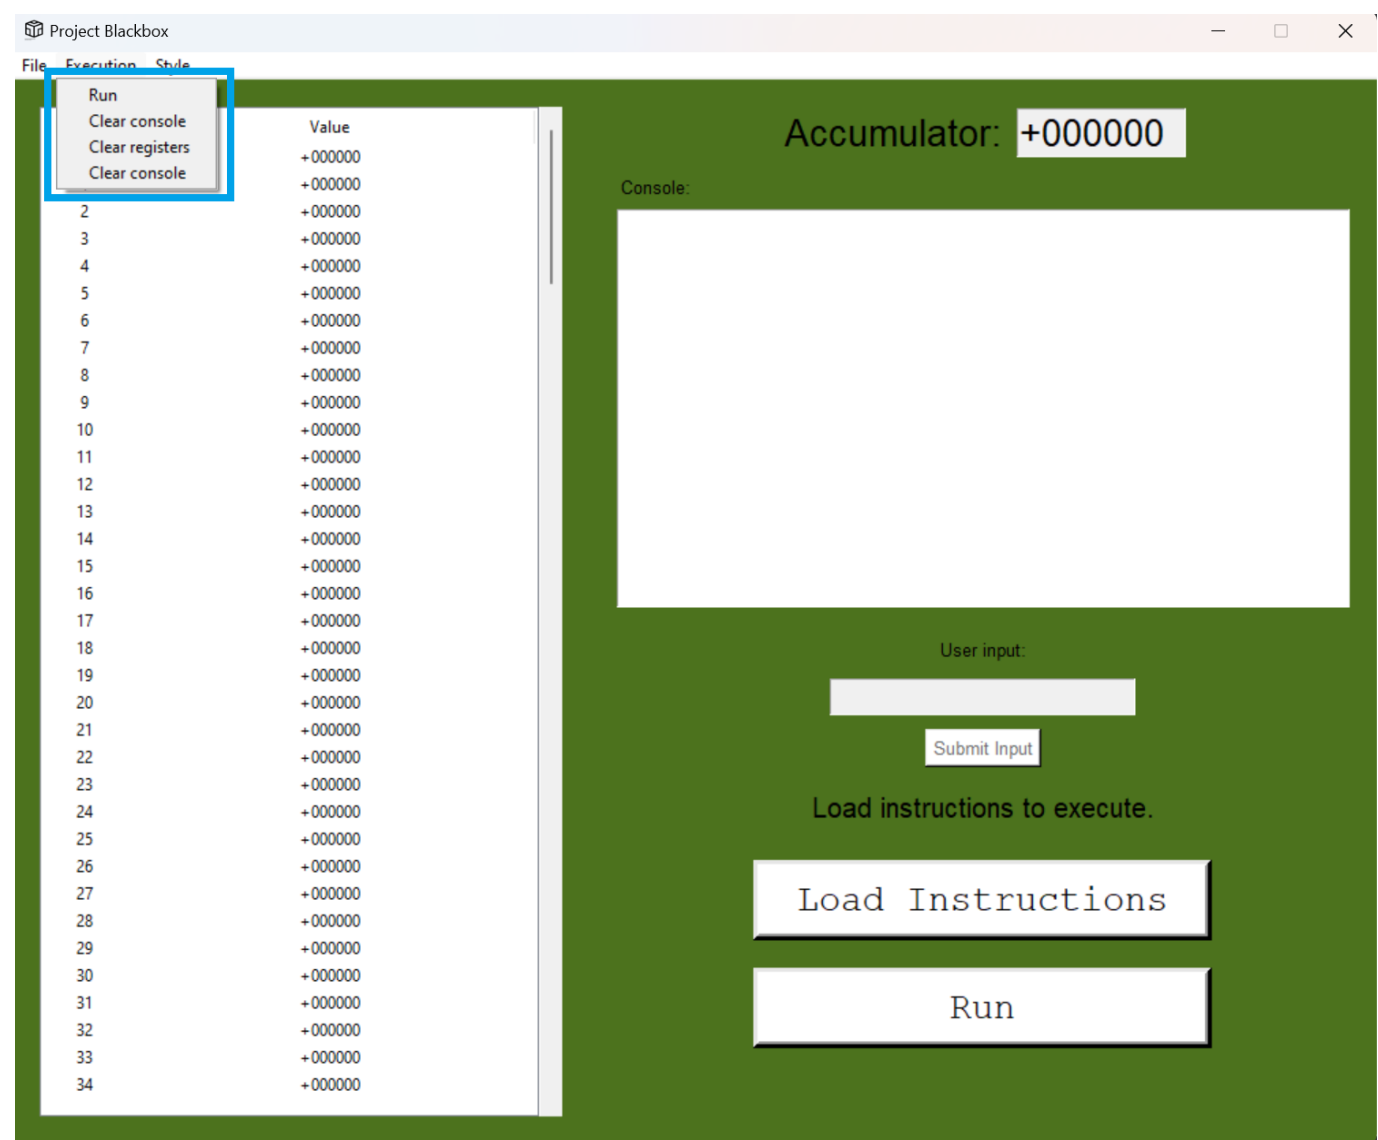 Project Blackbox
File Execution Style
Run
Clear console
Clear registers
Clear console
Value
+000000
+000000
2 +000000
3 +000000
4 +000000
5 +000000
6 +000000
7 +000000
8 +000000
9 +000000
10 +000000
11 +000000
12 +000000
13 +000000
14 +000000
15 +000000
16 +000000
17 +000000
18 +000000
19 +000000
20 +000000
21 +000000
22 +000000
23 +000000
24 +000000
25 +000000
26 +000000
27 +000000
28 +000000
29 +000000
30 +000000
31 +000000
32 +000000
33 +000000
34 +000000
Accumulator: +000000
Console:
User input:
Submit Input
Load instructions to execute.
Load Instructions
Run